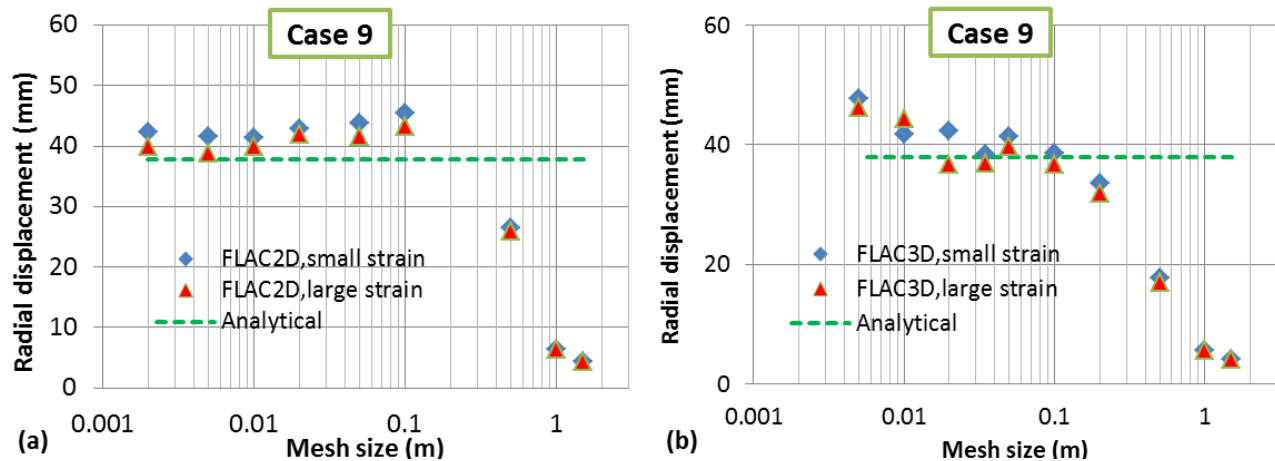 Case 9
Radial displacement (mm)
60
50
40
30
20
10
0
FLAC2D,small strain
FLAC2D,large strain
Analytical
0.001
0.01
0.1
1
Mesh size (m)
(a)
Case 9
Radial displacement (mm)
60
40
20
0
FLAC3D,small strain
FLAC3D,large strain
Analytical
0.001
0.01
0.1
1
Mesh size (m)
(b)